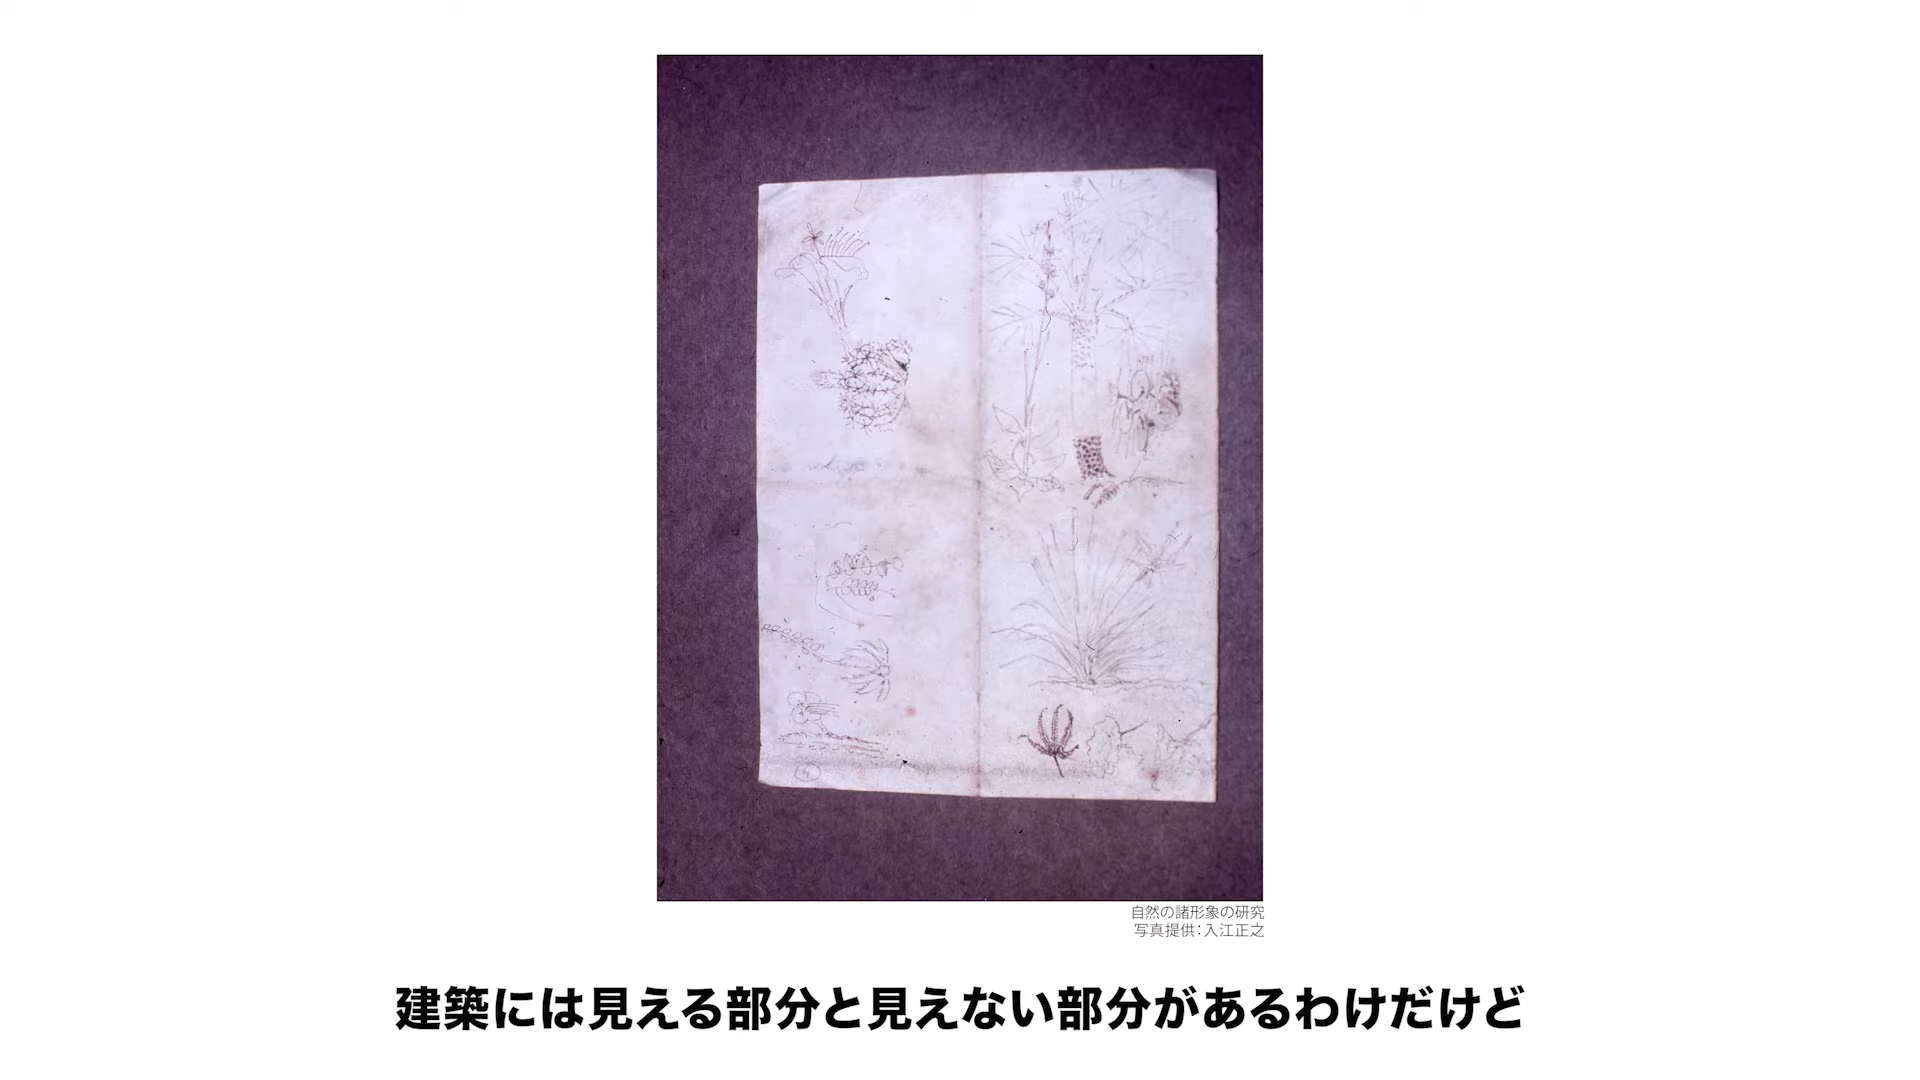 自然の諸形象の研究
写真提供:入江正之
建築には見える部分と見えない部分があるわけだけど